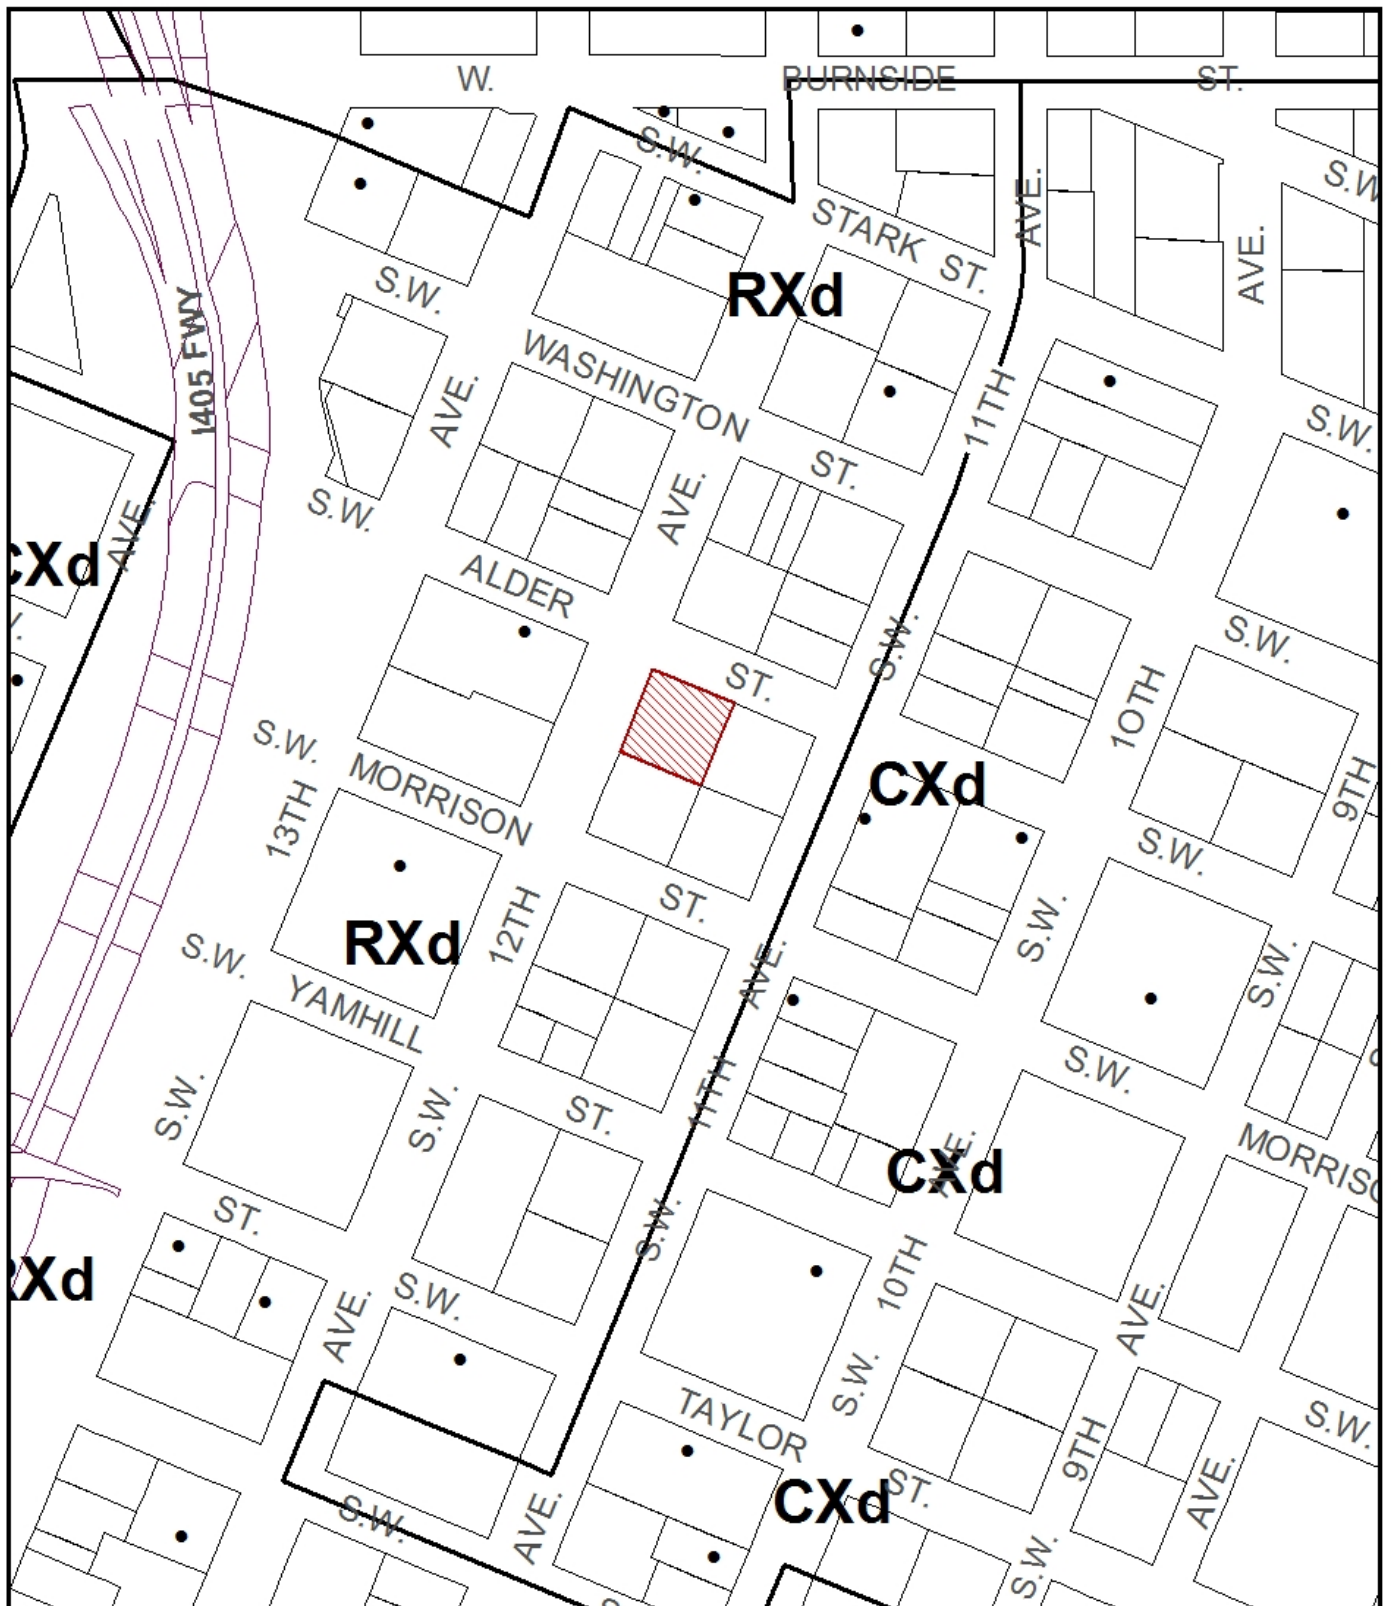 W.
BURNSIDE
ST.
S.W.
S.W.
AVE.
STARK
ST.
AVE.
S.W.
RXd
I405 FWY
WASHINGTON
AVE.
11TH
S.W.
ST.
AVE.
AVE.
S.W.
CXd
ALDER
S.W.
S.W.
ST.
10TH
S.W.
MORRISON
CXd
9TH
13TH
S.W.
ST.
12TH
S.W.
RXd
S.W.
AVE.
S.W.
YAMHILL
S.W.
11TH
S.W.
S.W.
ST.
MORRISO
CXd
AVE.
ST.
S.W.
10TH
RXd
S.W.
AVE.
AVE.
S.W.
TAYLOR
S.W.
9TH
CXd
ST.
AVE.
S.W.
AVE.
S.W.